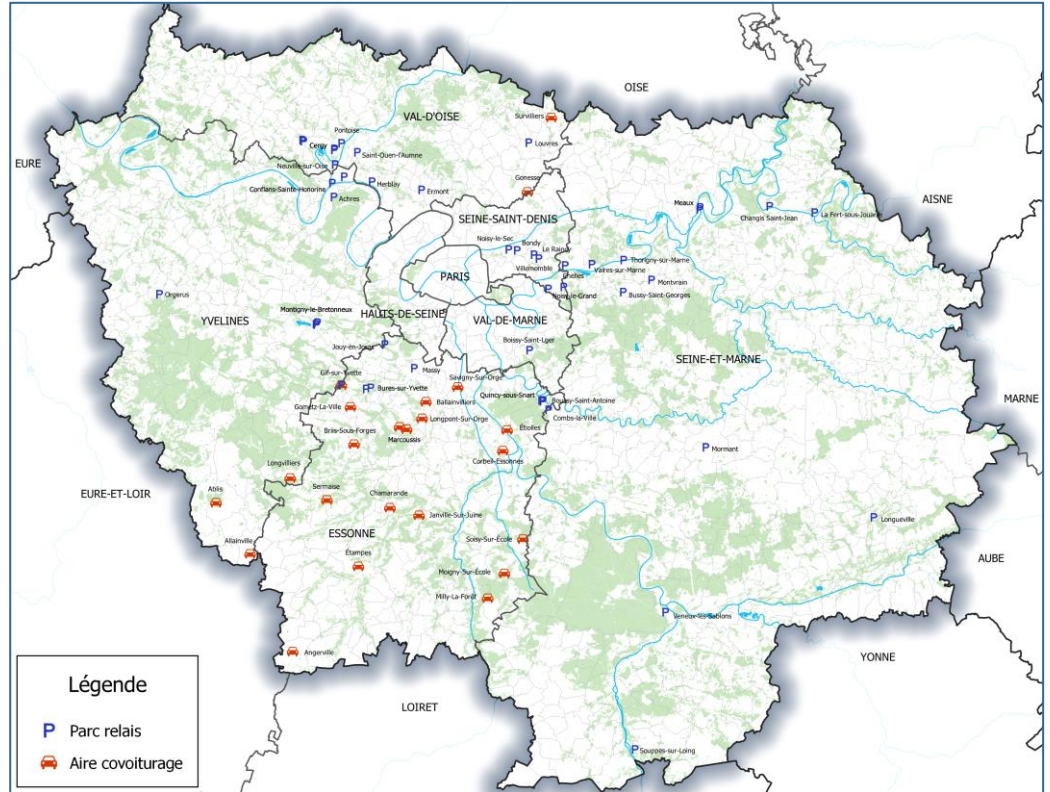 OISE
VAL-D'OISE
Survilliers
Pontoise
Louvres
Cergy
Saint-Ouen-l'Aumne
EURE
Neuville-sur-Oise
Gonesse
Conflans-Sainte-Honorine
Herblay
Ermont
Achres
AISNE
Meaux
Changis Saint-Jean
La Fert-sous-Jouarre
SEINE-SAINT-DENIS
Noisy-le-Sec
Bondy
Le Raincy
Villemomble
Thorigny-sur-Marne
Vaires-sur-Marne
PARIS
Chelles
Montvrain
Noisy-le-Grand
Bussy-Saint-Georges
Orgerus
Montigny-le-Bretonneux
HAUTS-DE-SEINE
YVELINES
VAL-DE-MARNE
Jouy-en-Josas
Boissy-Saint-Lger
SEINE-ET-MARNE
Massy
Gif-sur-Yvette
Savigny-Sur-Orge
Bures-sur-Yvette
Quincy-sous-Snart
Boussy-Saint-Antoine
MARNE
Gometz-La-Ville
Ballainvilliers
Combs-la-Ville
Longpont-Sur-Orge
Briis-Sous-Forges
Marcoussis
Étiolles
Mormant
Corbeil-Essonnes
Longvilliers
EURE-ET-LOIR
Ablis
Sermaise
Chamarande
Janville-Sur-Juine
Longueville
ESSONNE
Soisy-Sur-École
Allainville
AUBE
Étampes
Moigny-Sur-École
Milly-La-Forêt
Veneux-les-Sablons
Angerville
YONNE
LOIRET
Souppes-sur-Loing
Légende
P Parc relais
Aire covoiturage